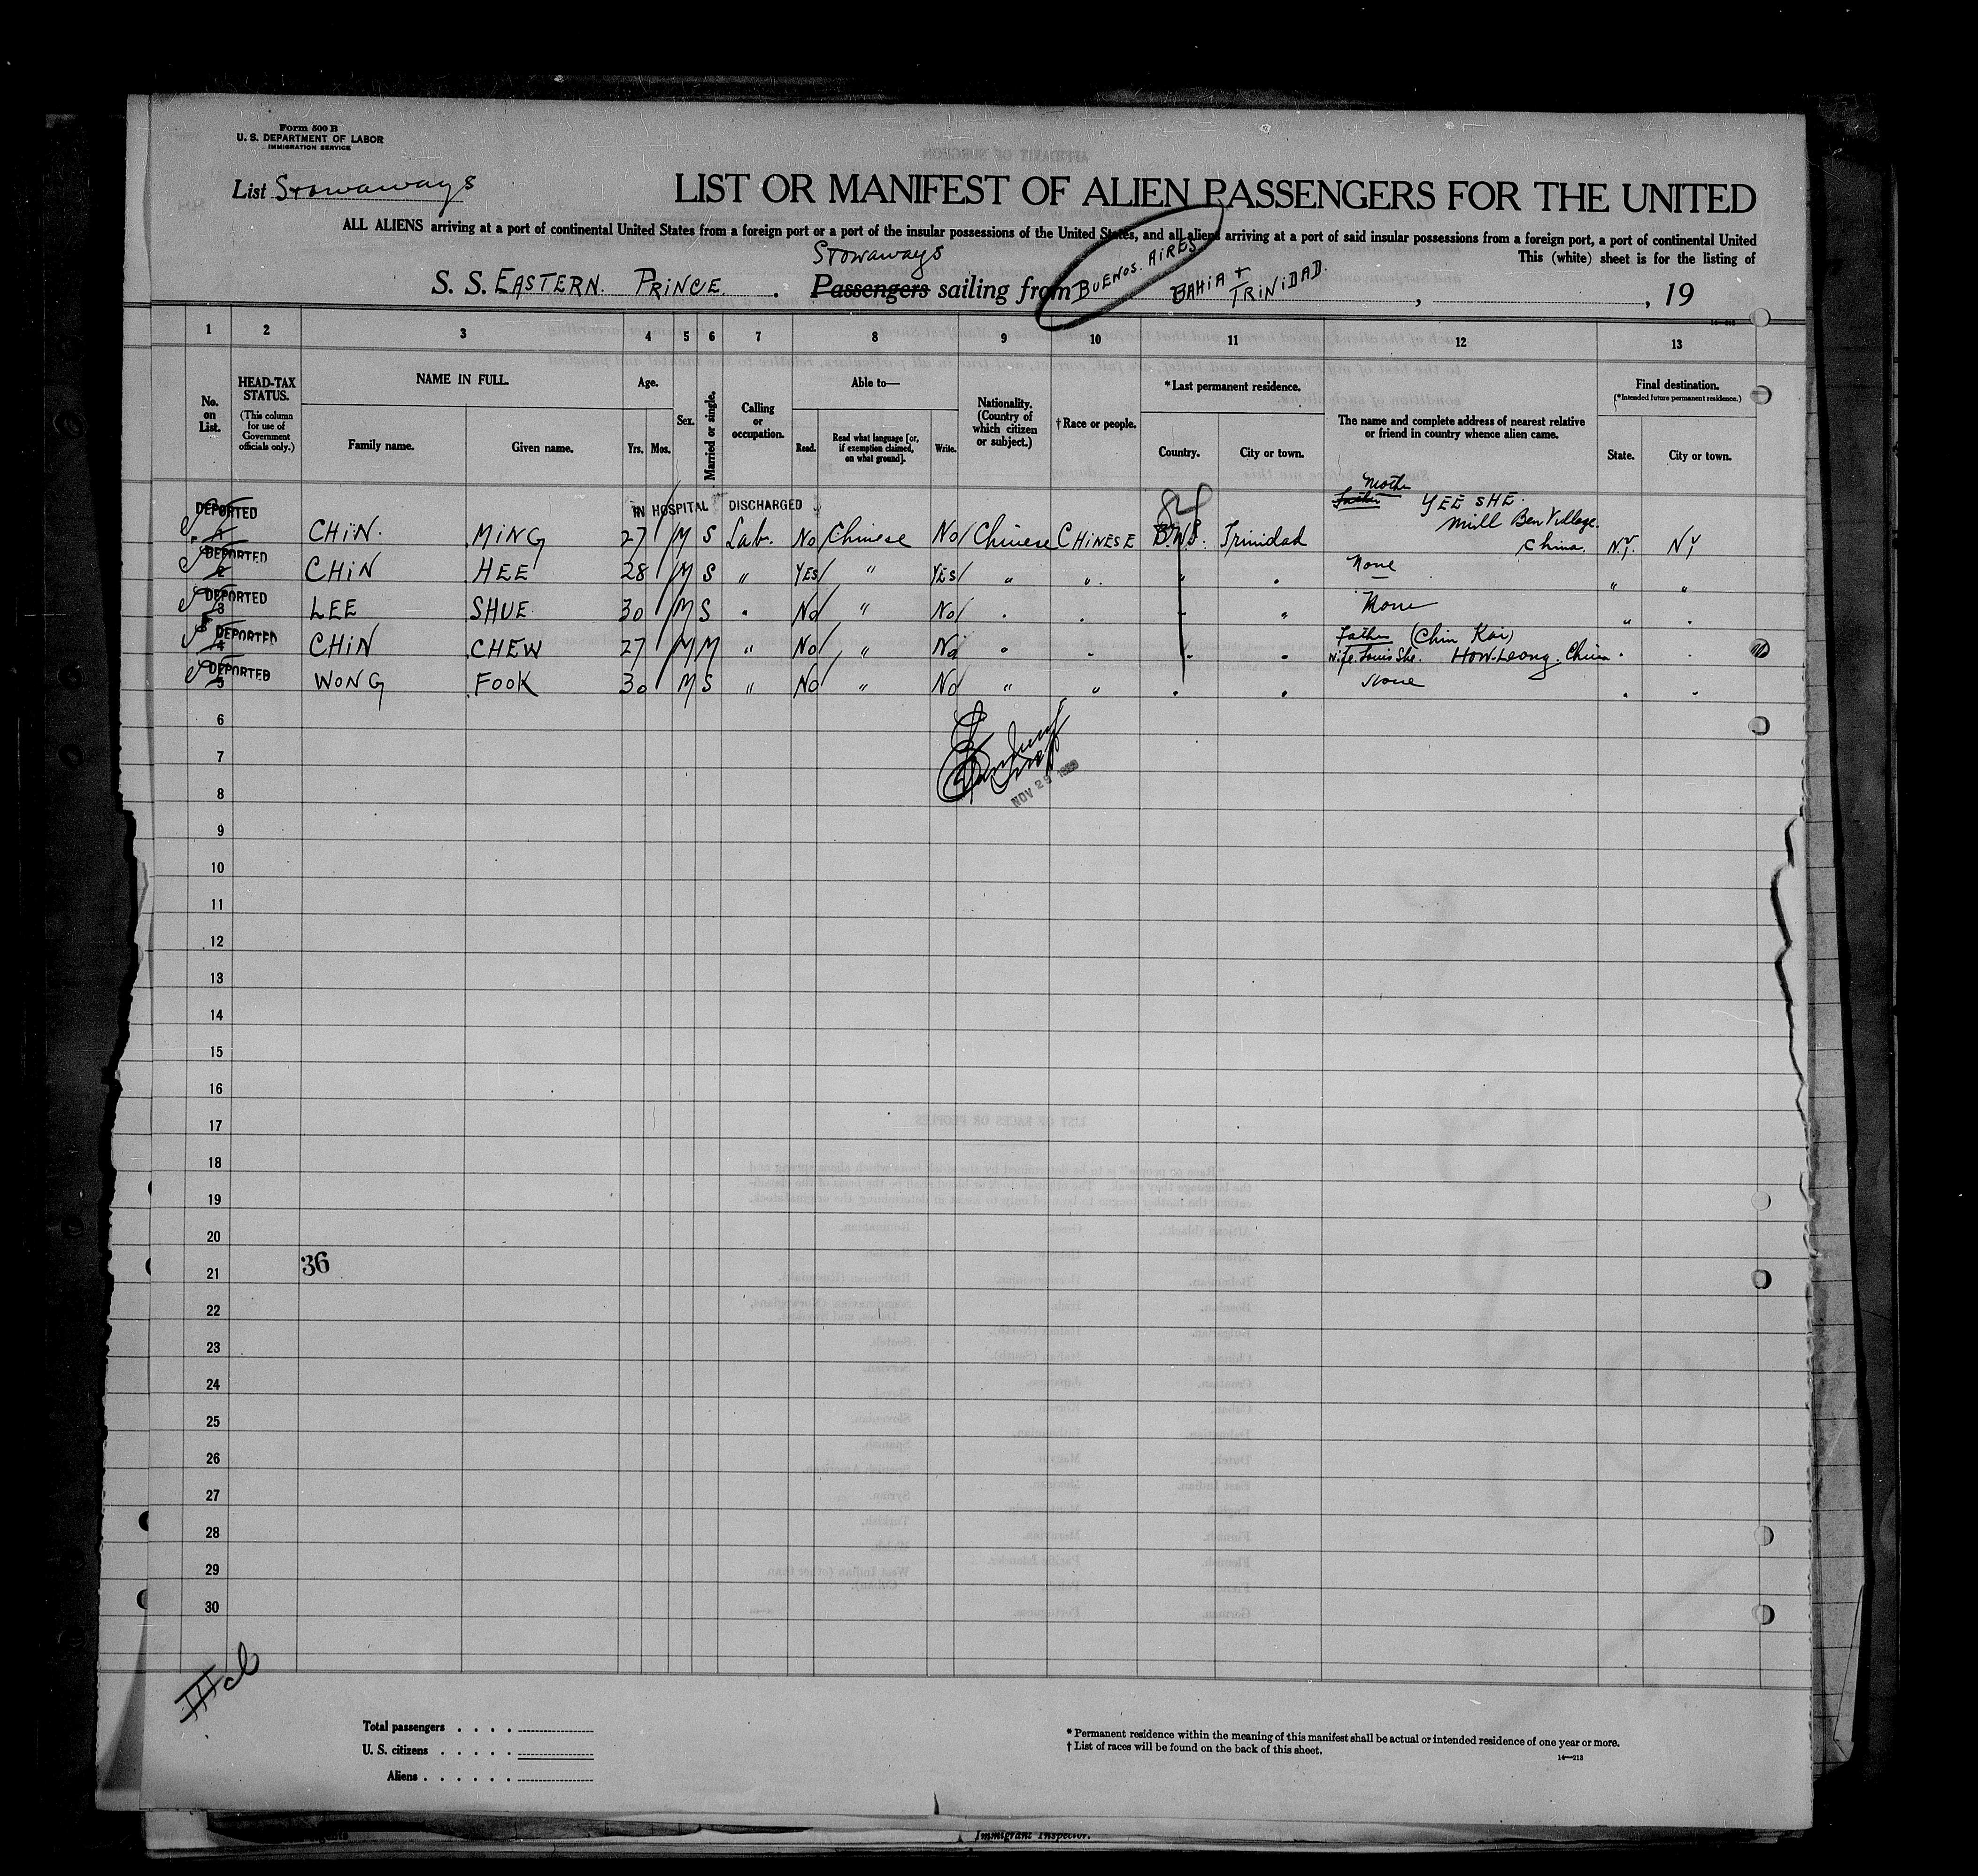 Form 500 B
U. S. DEPARTMENT OF LABOR
IMMIGRATION SERVICE
List Stowaways
LIST OR MANIFEST OF ALIEN PASSENGERS FOR THE UNITED
ALL ALIENS arriving at a port of continental United States from a foreign port or a port of the insular possessions of the United States, and all aliens arriving at a port of said insular possessions from a foreign port, a port of continental United
This (white) sheet is for the listing of
Stowaways
S. S. EASTERN PRINCE. Passengers sailing from BUENOS. AIRES BAHIA + TRINIDAD. , , 19
1 2 3 4 5 6 7 8 9 10 11 12 13
No. on List.
HEAD-TAX STATUS.
(This column for use of Government officials only.)
NAME IN FULL.
Family name. Given name.
Age.
Yrs. Mos.
Sex.
Married or single.
Calling or occupation.
Able to—
Read. Read what language [or, if exemption claimed, on what ground]. Write.
Nationality. (Country of which citizen or subject.)
†Race or people.
*Last permanent residence.
Country. City or town.
The name and complete address of nearest relative or friend in country whence alien came.
Final destination.
(*Intended future permanent residence.)
State. City or town.
IN HOSPITAL DISCHARGED
84
DEPORTED 1 CHIN. MING 27 M S Lab. No Chinese No Chinese CHINESE B.W.I. Trinidad Mother Father YEE SHE. Mill Ben Village. China. N.Y. NY
DEPORTED 2 CHIN HEE 28 M S " YES " YES " " " " None " "
DEPORTED 3 LEE SHUE. 30 M S " No " No " " " " None " "
DEPORTED 4 CHIN CHEW 27 M M " No " No " " " " Father (Chin Kai) " "
Wife. Louis She. How-Leong. China
DEPORTED 5 WONG FOOK 30 M S " No " No " " " " None " "
6
7
NOV 29
8
9
10
11
12
13
14
15
16
17
18
19
20
36
21
22
23
24
25
26
27
28
29
30
Total passengers . . . .
U. S. citizens . . . . .
Aliens . . . . . .
* Permanent residence within the meaning of this manifest shall be actual or intended residence of one year or more.
† List of races will be found on the back of this sheet.
14—213
Immigrant Inspector.